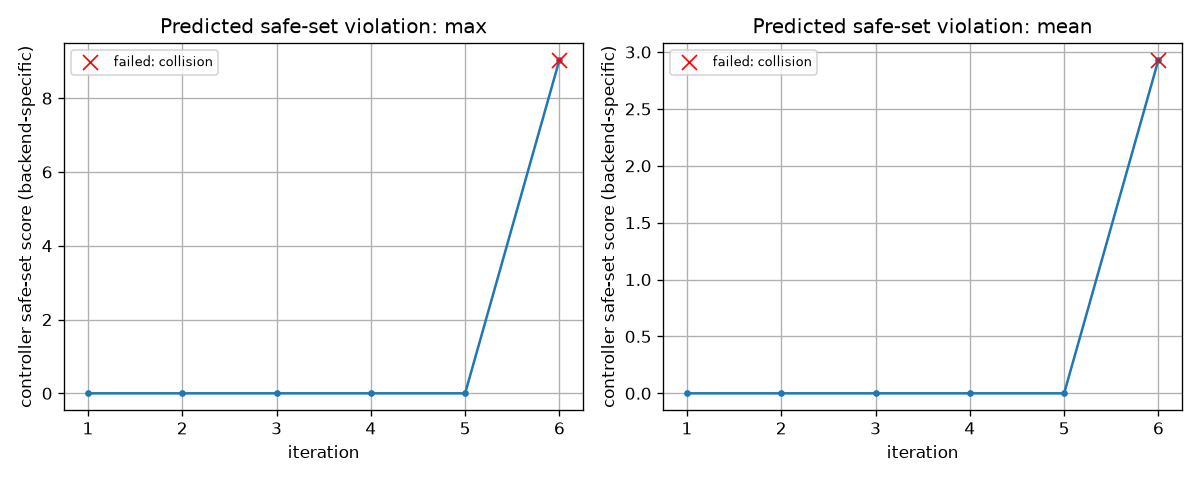 Predicted safe-set violation: max
controller safe-set score (backend-specific)
failed: collision
8
6
4
2
0
1 2 3 4 5 6
iteration
Predicted safe-set violation: mean
controller safe-set score (backend-specific)
failed: collision
3.0
2.5
2.0
1.5
1.0
0.5
0.0
1 2 3 4 5 6
iteration